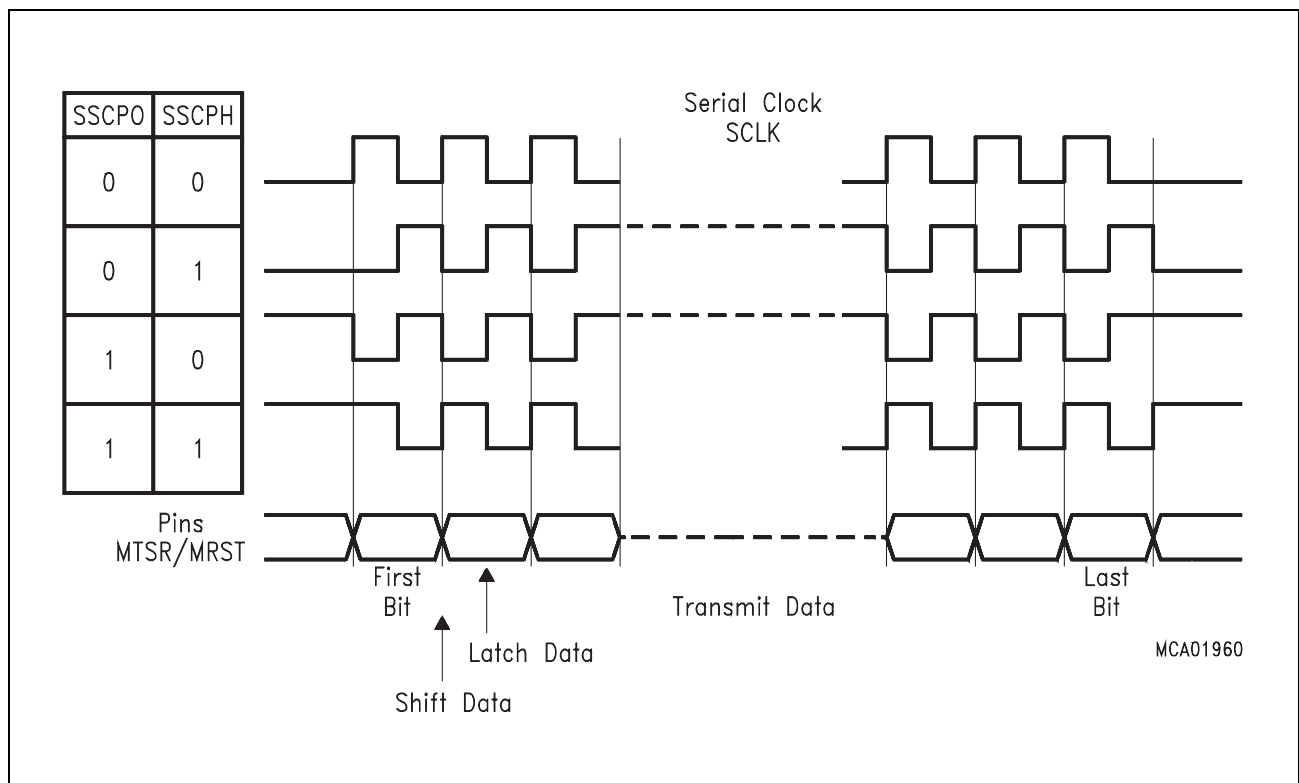 SSCPO SSCPH
0 0
0 1
1 0
1 1
Serial Clock
SCLK
Pins
MTSR/MRST
First
Bit
Last
Bit
Transmit Data
Latch Data
Shift Data
MCA01960